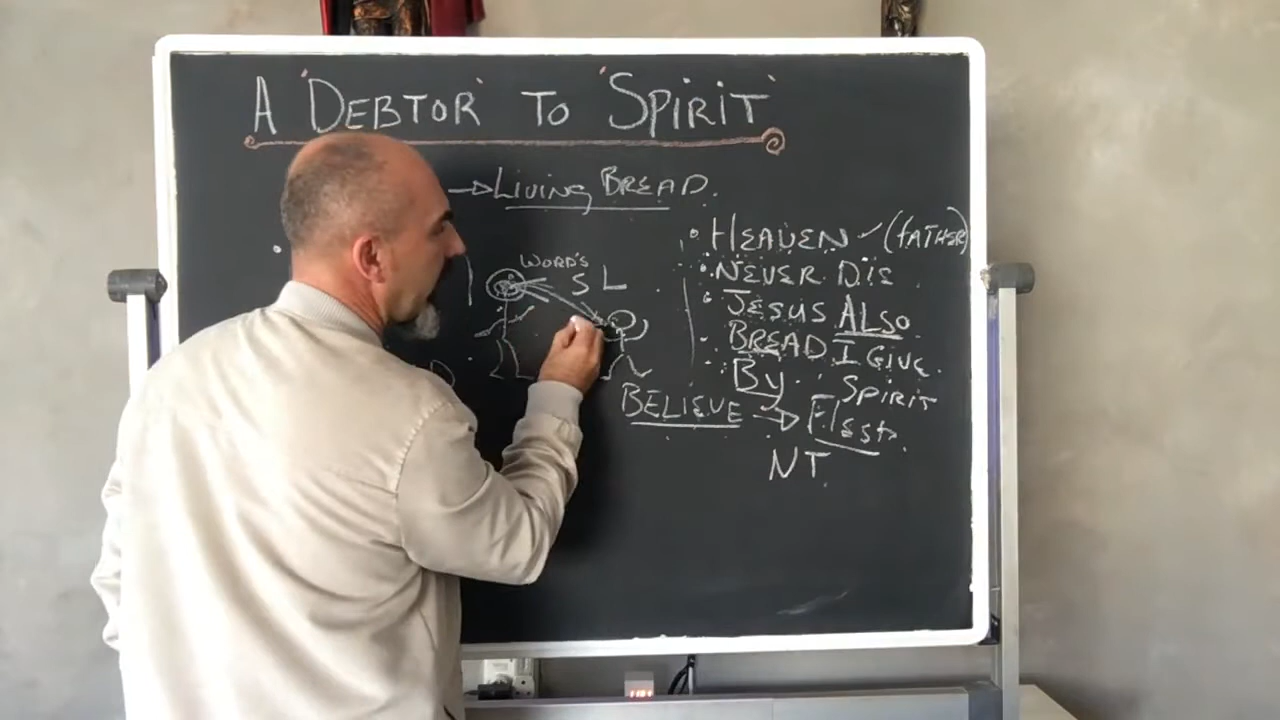 A 'DEBTOR' TO 'SPIRIT'
→LIVING BREAD.
WORD'S
S L
• HEAVEN ✓ (FATHER)
• NEVER DIE
• JESUS ALSO
• BREAD I GIVE.
By SPIRIT
BELIEVE → Flesh
NT